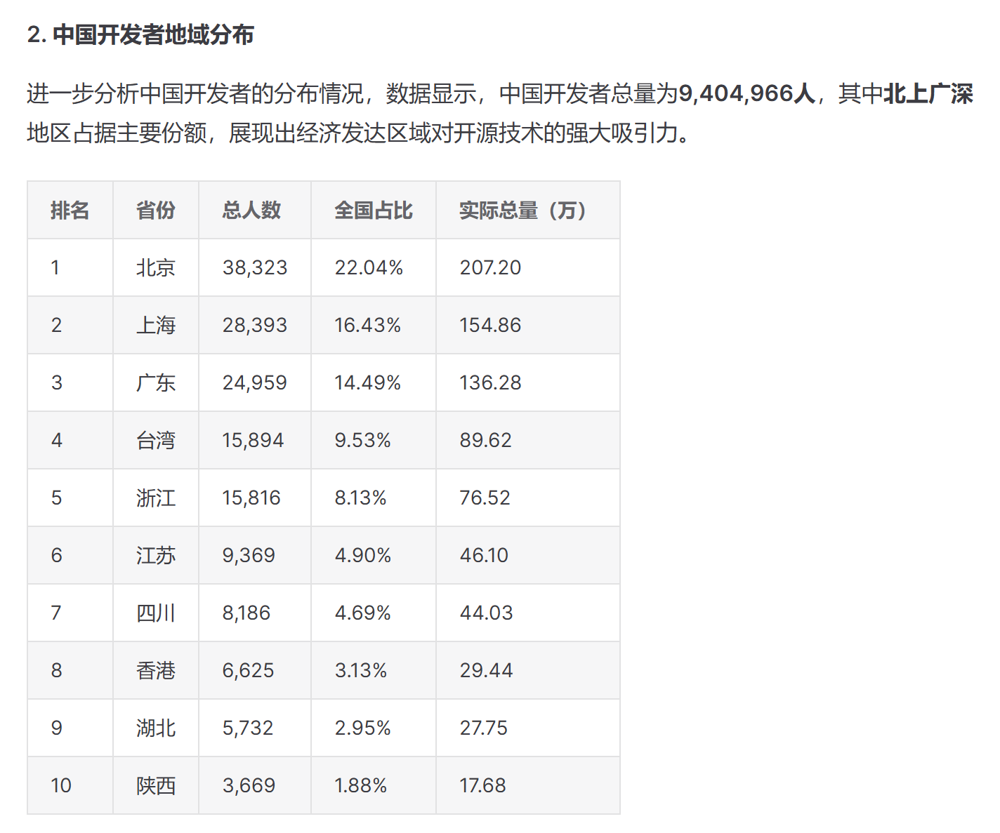 2. 中国开发者地域分布
进一步分析中国开发者的分布情况，数据显示，中国开发者总量为9,404,966人，其中北上广深
地区占据主要份额，展现出经济发达区域对开源技术的强大吸引力。
排名 省份 总人数 全国占比 实际总量（万）
1 北京 38,323 22.04% 207.20
2 上海 28,393 16.43% 154.86
3 广东 24,959 14.49% 136.28
4 台湾 15,894 9.53% 89.62
5 浙江 15,816 8.13% 76.52
6 江苏 9,369 4.90% 46.10
7 四川 8,186 4.69% 44.03
8 香港 6,625 3.13% 29.44
9 湖北 5,732 2.95% 27.75
10 陕西 3,669 1.88% 17.68